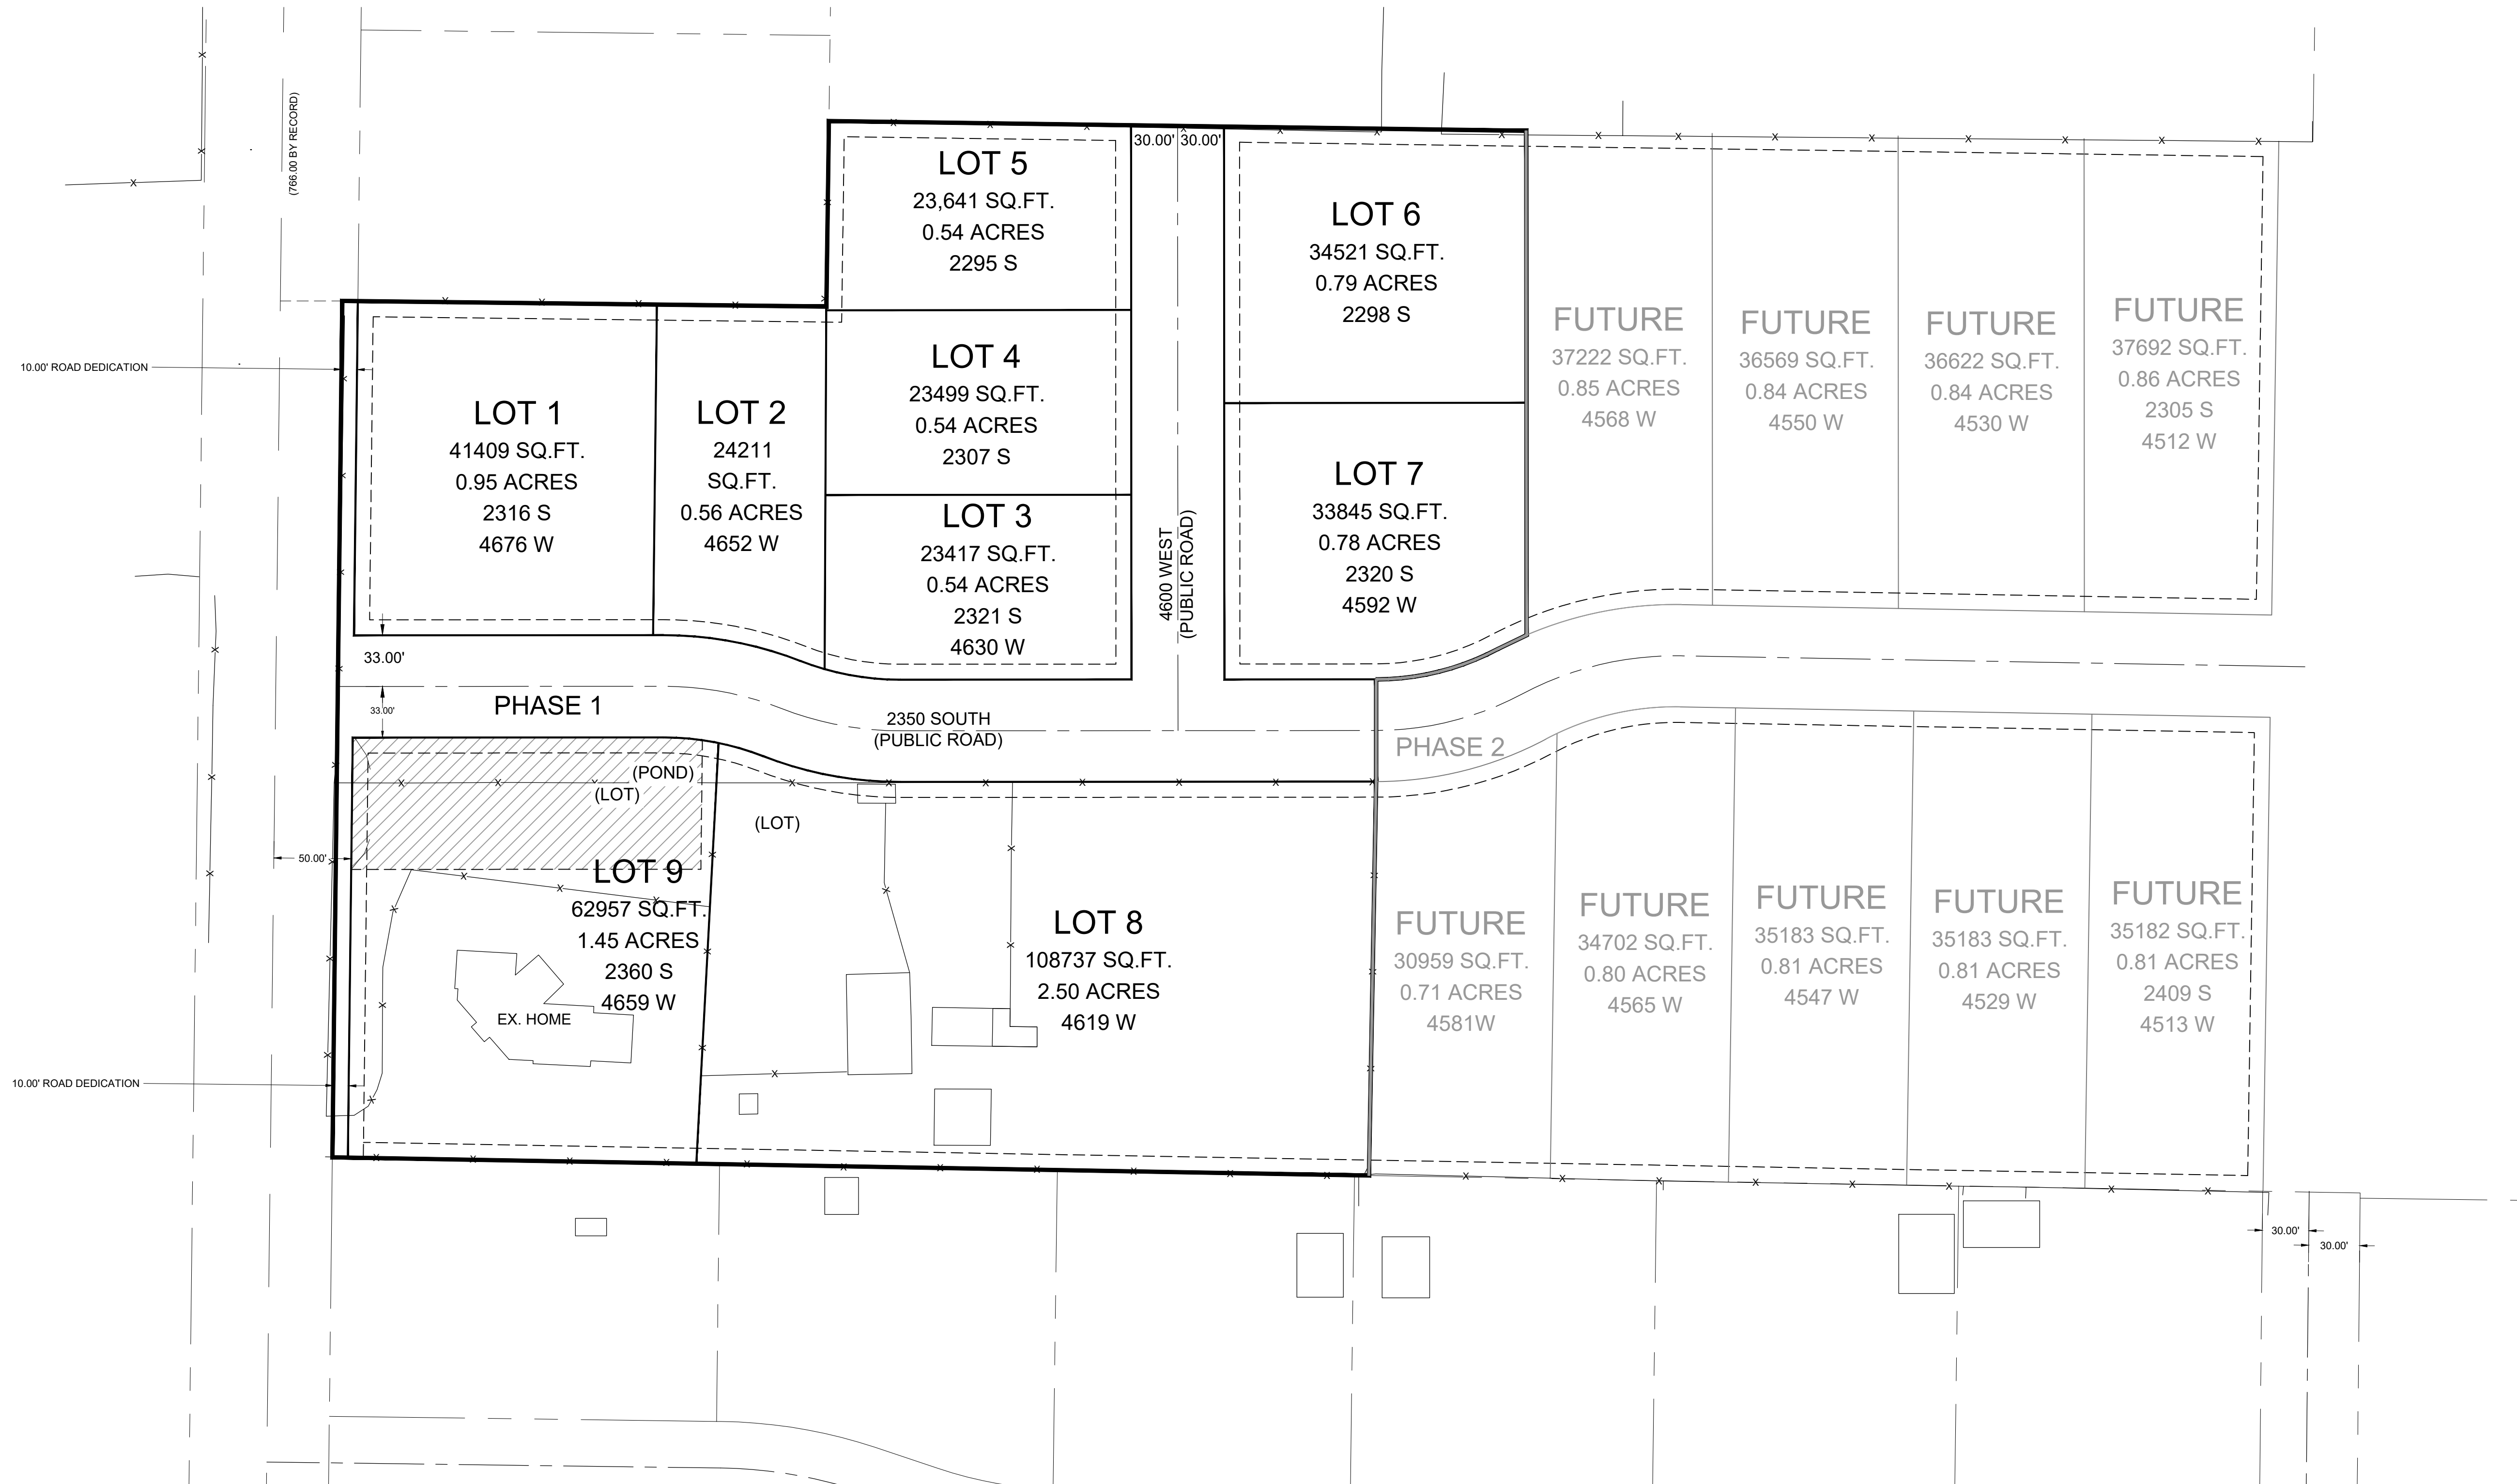 (766.00 BY RECORD)
30.00' 30.00'
LOT 5
23,641 SQ.FT.
0.54 ACRES
2295 S
LOT 6
34521 SQ.FT.
0.79 ACRES
2298 S
FUTURE
37222 SQ.FT.
0.85 ACRES
4568 W
FUTURE
36569 SQ.FT.
0.84 ACRES
4550 W
FUTURE
36622 SQ.FT.
0.84 ACRES
4530 W
FUTURE
37692 SQ.FT.
0.86 ACRES
2305 S
4512 W
10.00' ROAD DEDICATION
LOT 1
41409 SQ.FT.
0.95 ACRES
2316 S
4676 W
LOT 2
24211
SQ.FT.
0.56 ACRES
4652 W
LOT 4
23499 SQ.FT.
0.54 ACRES
2307 S
LOT 3
23417 SQ.FT.
0.54 ACRES
2321 S
4630 W
4600 WEST
(PUBLIC ROAD)
LOT 7
33845 SQ.FT.
0.78 ACRES
2320 S
4592 W
33.00'
33.00'
PHASE 1
2350 SOUTH
(PUBLIC ROAD)
PHASE 2
(POND)
(LOT)
(LOT)
50.00'
LOT 9
62957 SQ.FT.
1.45 ACRES
2360 S
4659 W
EX. HOME
LOT 8
108737 SQ.FT.
2.50 ACRES
4619 W
FUTURE
30959 SQ.FT.
0.71 ACRES
4581W
FUTURE
34702 SQ.FT.
0.80 ACRES
4565 W
FUTURE
35183 SQ.FT.
0.81 ACRES
4547 W
FUTURE
35183 SQ.FT.
0.81 ACRES
4529 W
FUTURE
35182 SQ.FT.
0.81 ACRES
2409 S
4513 W
10.00' ROAD DEDICATION
30.00'
30.00'